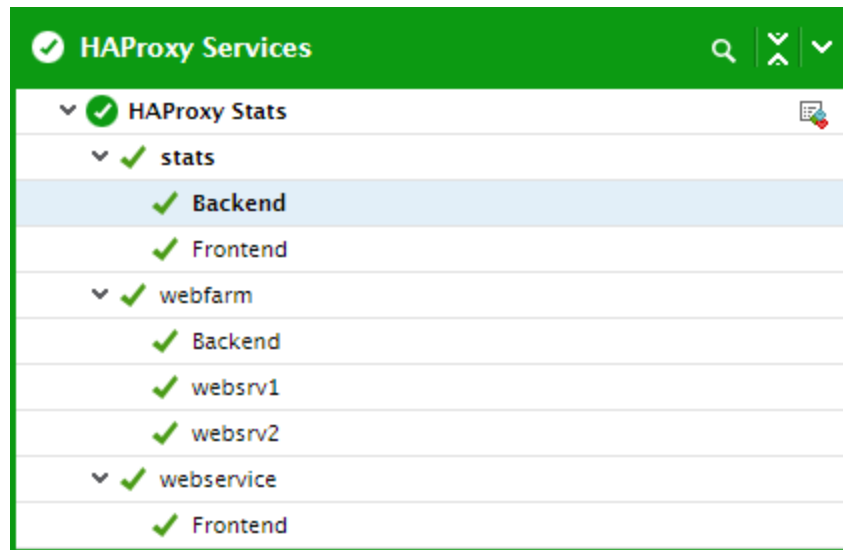 HAProxy Services
HAProxy Stats
stats
Backend
Frontend
webfarm
Backend
websrv1
websrv2
webservice
Frontend